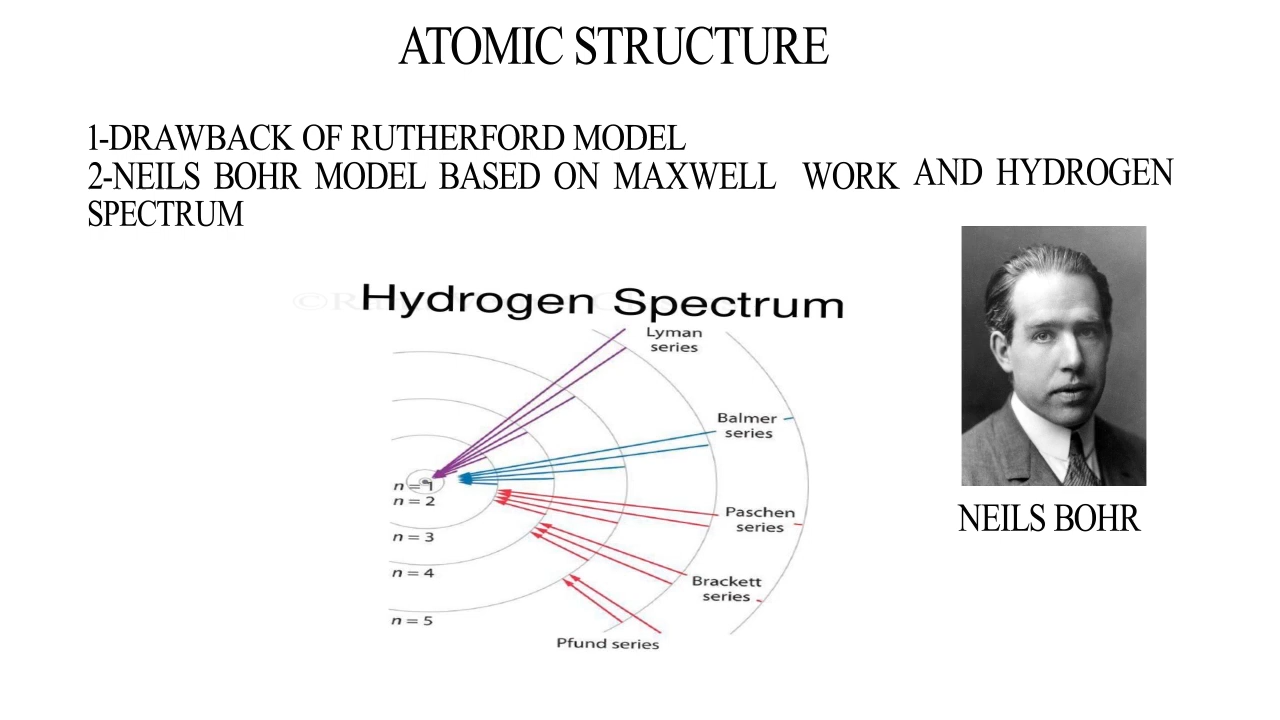 ATOMIC STRUCTURE
1-DRAWBACK OF RUTHERFORD MODEL
2-NEILS BOHR MODEL BASED ON MAXWELL WORK AND HYDROGEN
SPECTRUM
Hydrogen Spectrum
Lyman
series
Balmer
series
n = 1
n = 2
Paschen
series
n = 3
n = 4
Brackett
series
n = 5
Pfund series
NEILS BOHR